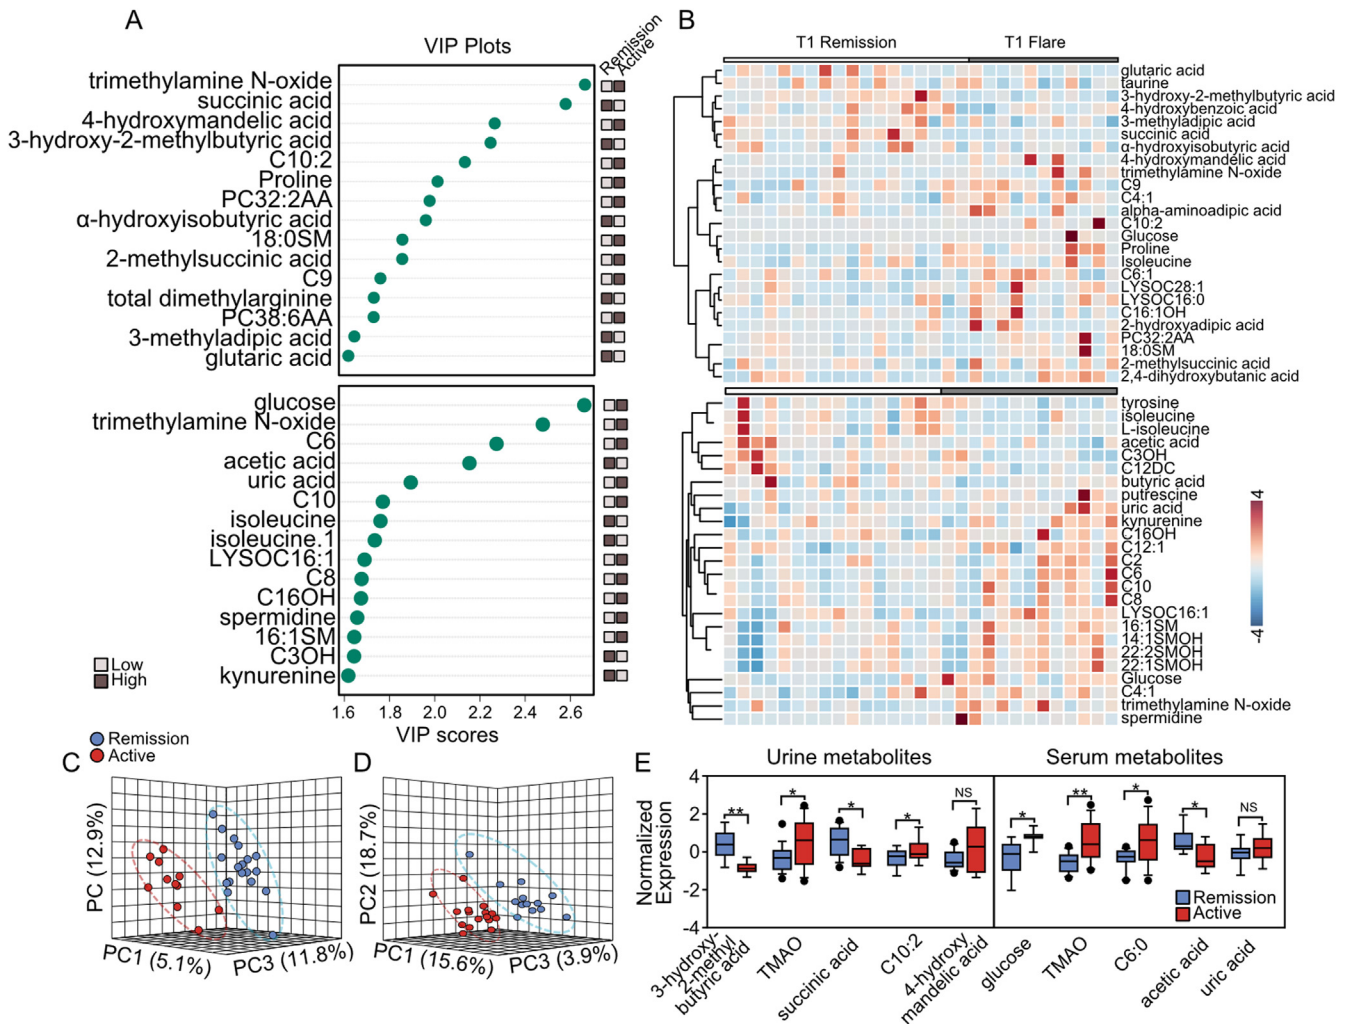 A
VIP Plots
Remission
Active
trimethylamine N-oxide
succinic acid
4-hydroxymandelic acid
3-hydroxy-2-methylbutyric acid
C10:2
Proline
PC32:2AA
α-hydroxyisobutyric acid
18:0SM
2-methylsuccinic acid
C9
total dimethylarginine
PC38:6AA
3-methyladipic acid
glutaric acid
glucose
trimethylamine N-oxide
C6
acetic acid
uric acid
C10
isoleucine
isoleucine.1
LYSOC16:1
C8
C16OH
spermidine
16:1SM
C3OH
kynurenine
Low
High
1.6 1.8 2.0 2.2 2.4 2.6
VIP scores
B
T1 Remission T1 Flare
glutaric acid
taurine
3-hydroxy-2-methylbutyric acid
4-hydroxybenzoic acid
3-methyladipic acid
succinic acid
α-hydroxyisobutyric acid
4-hydroxymandelic acid
trimethylamine N-oxide
C9
C4:1
alpha-aminoadipic acid
C10:2
Glucose
Proline
Isoleucine
C6:1
LYSOC28:1
LYSOC16:0
C16:1OH
2-hydroxyadipic acid
PC32:2AA
18:0SM
2-methylsuccinic acid
2,4-dihydroxybutanic acid
tyrosine
isoleucine
L-isoleucine
acetic acid
C3OH
C12DC
butyric acid
putrescine
uric acid
kynurenine
C16OH
C12:1
C2
C6
C10
C8
LYSOC16:1
16:1SM
14:1SMOH
22:2SMOH
22:1SMOH
Glucose
C4:1
trimethylamine N-oxide
spermidine
4
-4
Remission
Active
C
PC (12.9%)
PC1 (5.1%)
PC3 (11.8%)
D
PC2 (18.7%)
PC1 (15.6%)
PC3 (3.9%)
E
Urine metabolites
Serum metabolites
Normalized
Expression
4
2
0
-2
-4
** * * * NS * ** * * NS
Remission
Active
3-hydroxy-
2-methyl
butyric acid
TMAO
succinic acid
C10:2
4-hydroxy
mandelic acid
glucose
TMAO
C6:0
acetic acid
uric acid